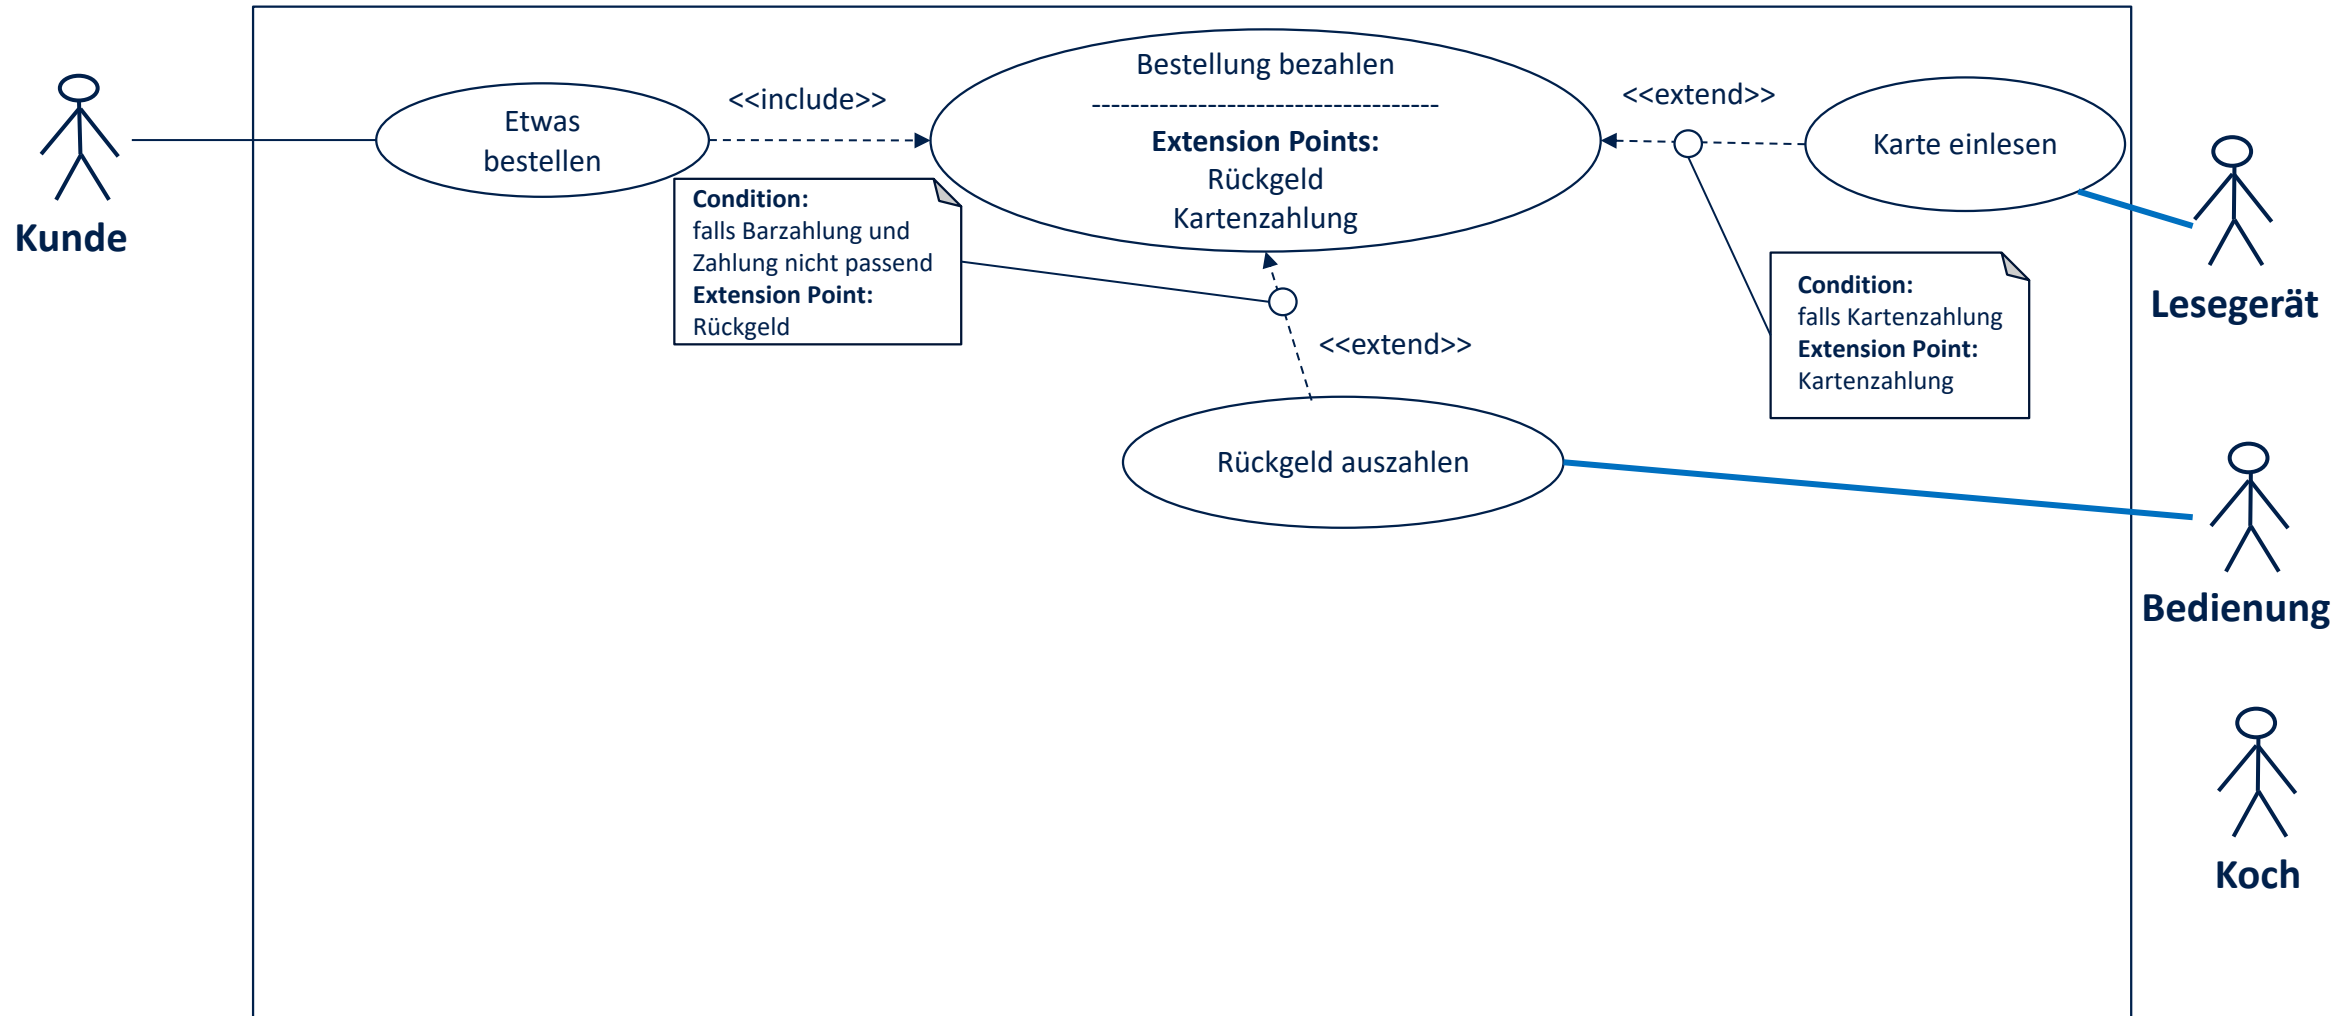 Kunde
Etwas
bestellen
<<include>>
Bestellung bezahlen
------------------------------------
Extension Points:
Rückgeld
Kartenzahlung
<<extend>>
Karte einlesen
Lesegerät
Condition:
falls Barzahlung und
Zahlung nicht passend
Extension Point:
Rückgeld
Condition:
falls Kartenzahlung
Extension Point:
Kartenzahlung
<<extend>>
Rückgeld auszahlen
Bedienung
Koch